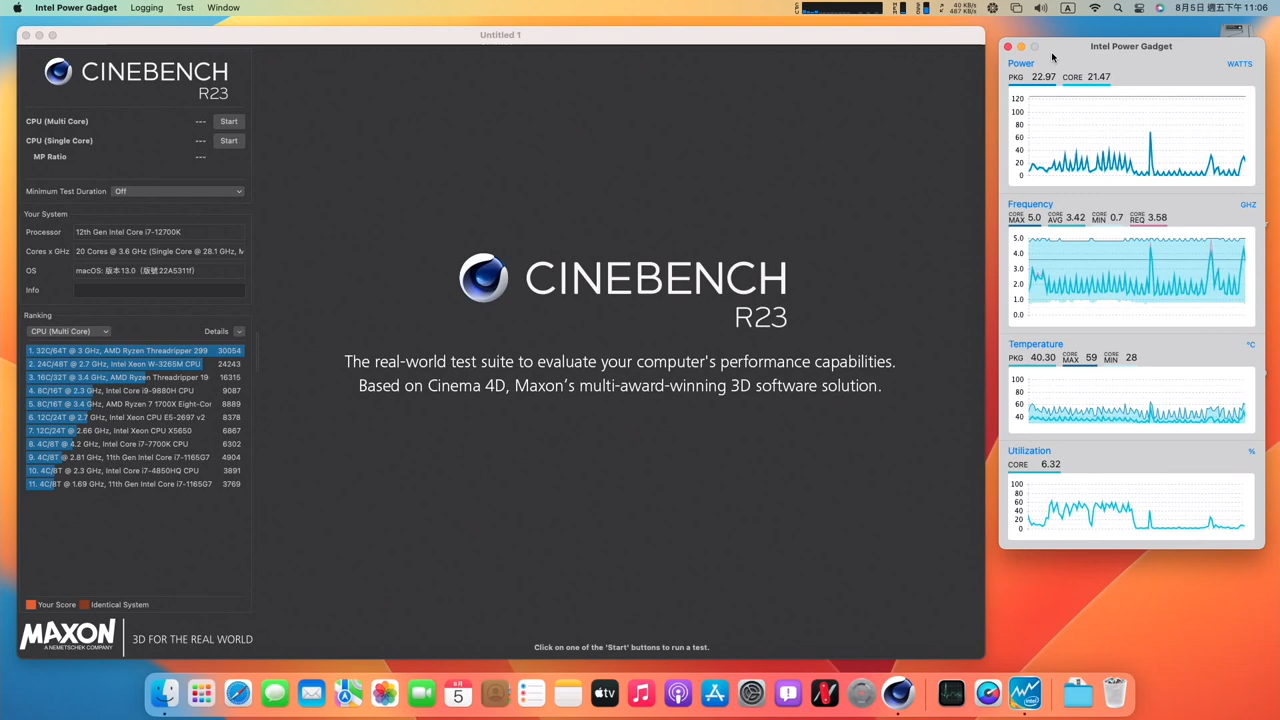 Intel Power Gadget Logging Test Window
40 KB/s
487 KB/s
A
8月5日 週五下午11:06
Untitled 1
CINEBENCH
R23
CPU (Multi Core) --- Start
CPU (Single Core) --- Start
MP Ratio ---
Minimum Test Duration Off
Your System
Processor 12th Gen Intel Core i7-12700K
Cores x GHz 20 Cores @ 3.6 GHz (Single Core @ 28.1 GHz, M
OS macOS: 版本13.0（版號22A5311f）
Info
Ranking
CPU (Multi Core) Details
1. 32C/64T @ 3 GHz, AMD Ryzen Threadripper 299 30054
2. 24C/48T @ 2.7 GHz, Intel Xeon W-3265M CPU 24243
3. 16C/32T @ 3.4 GHz, AMD Ryzen Threadripper 19 16315
4. 8C/16T @ 2.3 GHz, Intel Core i9-9880H CPU 9087
5. 8C/16T @ 3.4 GHz, AMD Ryzen 7 1700X Eight-Cor 8889
6. 12C/24T @ 2.7 GHz, Intel Xeon CPU E5-2697 v2 8378
7. 12C/24T @ 2.66 GHz, Intel Xeon CPU X5650 6867
8. 4C/8T @ 4.2 GHz, Intel Core i7-7700K CPU 6302
9. 4C/8T @ 2.81 GHz, 11th Gen Intel Core i7-1165G7 4904
10. 4C/8T @ 2.3 GHz, Intel Core i7-4850HQ CPU 3891
11. 4C/8T @ 1.69 GHz, 11th Gen Intel Core i7-1165G7 3769
Your Score Identical System
MAXON
A NEMETSCHEK COMPANY
3D FOR THE REAL WORLD
CINEBENCH
R23
The real-world test suite to evaluate your computer's performance capabilities.
Based on Cinema 4D, Maxon's multi-award-winning 3D software solution.
Click on one of the 'Start' buttons to run a test.
Intel Power Gadget
Power WATTS
PKG 22.97 CORE 21.47
120
100
80
60
40
20
0
Frequency GHZ
CORE MAX 5.0 CORE AVG 3.42 CORE MIN 0.7 CORE REQ 3.58
5.0
4.0
3.0
2.0
1.0
0.0
Temperature °C
PKG 40.30 CORE MAX 59 CORE MIN 28
100
80
60
40
Utilization %
CORE 6.32
100
80
60
40
20
0
8月
5
tv
intel